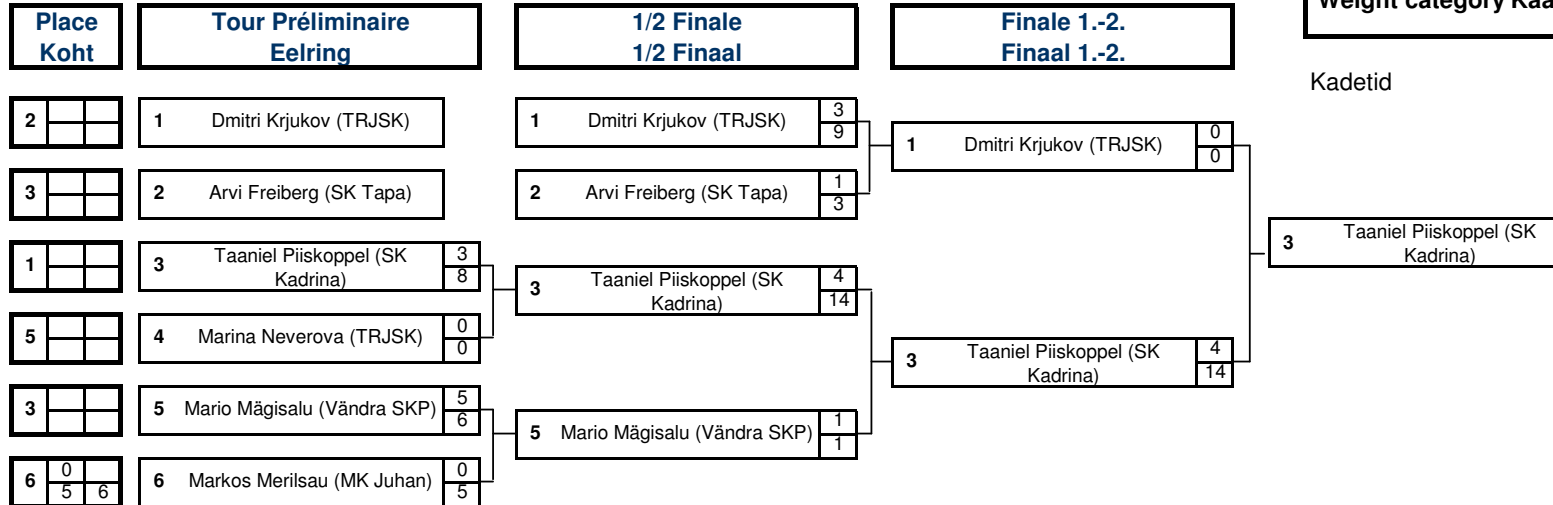 Place
Koht
Tour Préliminaire
Eelring
1/2 Finale
1/2 Finaal
Finale 1.-2.
Finaal 1.-2.
Weight category
Kadetid
2
1 Dmitri Krjukov (TRJSK)
1 Dmitri Krjukov (TRJSK) 3
9
1 Dmitri Krjukov (TRJSK) 0
0
3
2 Arvi Freiberg (SK Tapa)
2 Arvi Freiberg (SK Tapa) 1
3
3 Taaniel Piiskoppel (SK
Kadrina)
1
3 Taaniel Piiskoppel (SK
Kadrina) 3
8
3 Taaniel Piiskoppel (SK
Kadrina) 4
14
5
4 Marina Neverova (TRJSK) 0
0
3 Taaniel Piiskoppel (SK
Kadrina) 4
14
3
5 Mario Mägisalu (Vändra SKP) 5
6
5 Mario Mägisalu (Vändra SKP) 1
1
6 0
5 6
6 Markos Merilsau (MK Juhan) 0
5